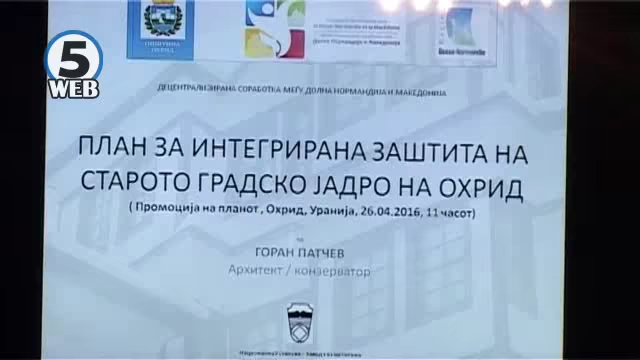 5
WEB
ОПШТИНА
ОХРИД
ДЕЦЕНТРАЛИЗИРАНА СОРАБОТКА МЕЃУ ДОЛНА НОРМАНДИЈА И МАКЕДОНИЈА
ПЛАН ЗА ИНТЕГРИРАНА ЗАШТИТА НА
СТАРОТО ГРАДСКО ЈАДРО НА ОХРИД
( Промоција на планот , Охрид, Уранија, 26.04.2016, 11 часот)
ГОРАН ПАТЧЕВ
Архитект / конзерватор